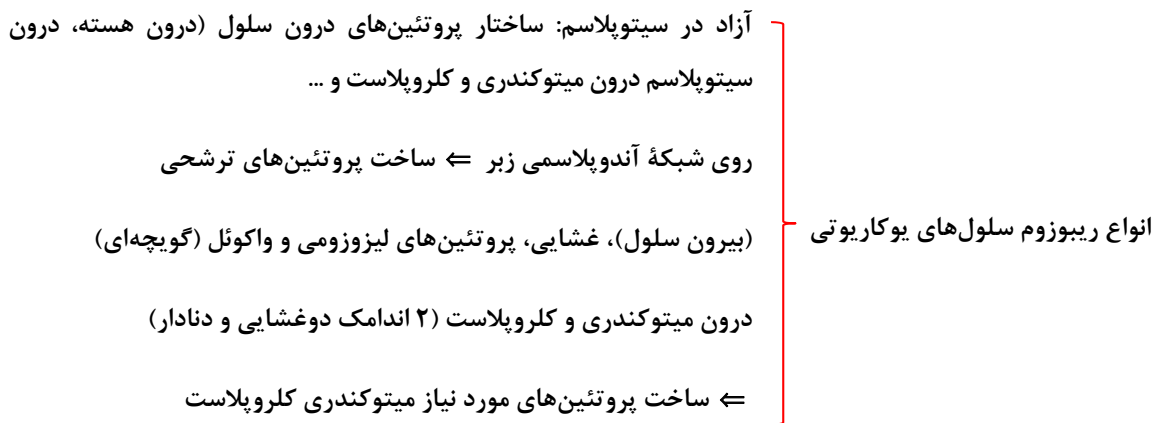 انواع ریبوزوم سلول‌های یوکاریوتی
آزاد در سیتوپلاسم: ساختار پروتئین‌های درون سلول (درون هسته، درون
سیتوپلاسم درون میتوکندری و کلروپلاست و ...
روی شبکهٔ آندوپلاسمی زبر ⇐ ساخت پروتئین‌های ترشحی
(بیرون سلول)، غشایی، پروتئین‌های لیزوزومی و واکوئل (گویچه‌ای)
درون میتوکندری و کلروپلاست (۲ اندامک دوغشایی و دنادار)
⇐ ساخت پروتئین‌های مورد نیاز میتوکندری کلروپلاست